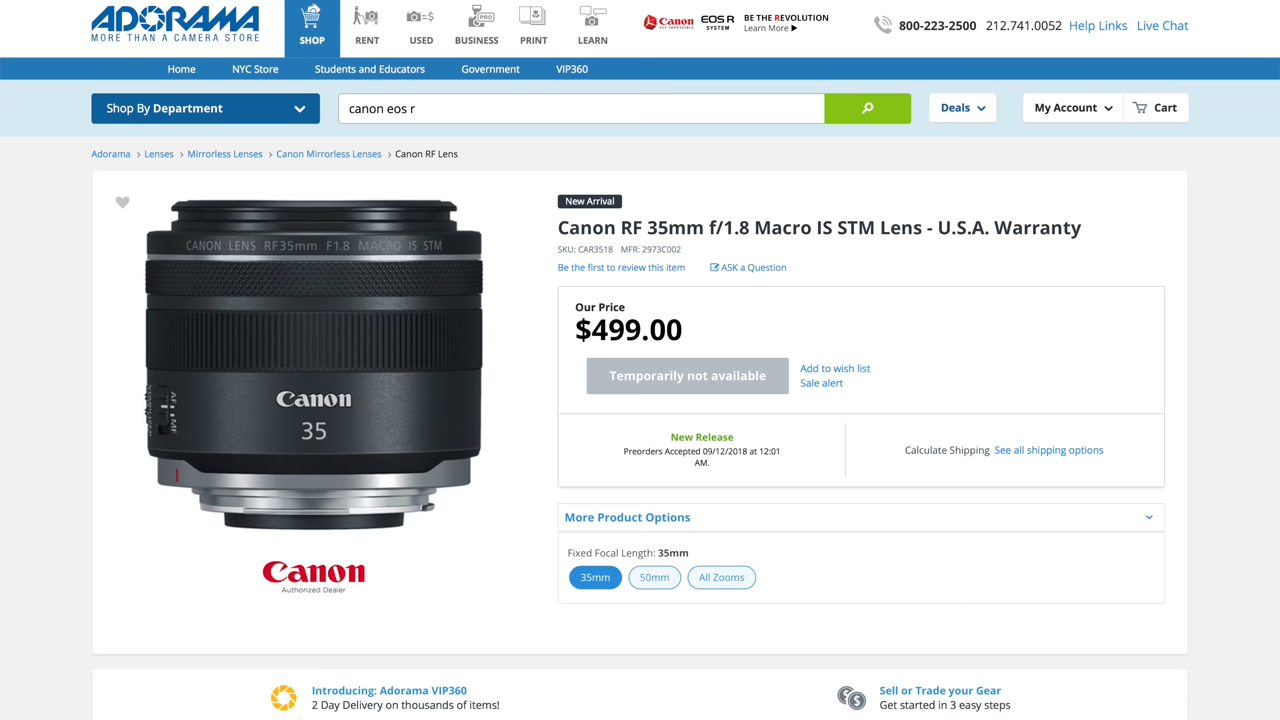 ADORAMA
MORE THAN A CAMERA STORE
SHOP
RENT
USED
BUSINESS
PRINT
LEARN
PRO
Canon
SEE IMPOSSIBLE
EOS R
SYSTEM
BE THE REVOLUTION
Learn More ▶
800-223-2500 212.741.0052 Help Links Live Chat
Home NYC Store Students and Educators Government VIP360
Shop By Department
canon eos r
Deals
My Account
Cart
Adorama › Lenses › Mirrorless Lenses › Canon Mirrorless Lenses › Canon RF Lens
CANON LENS RF35mm F1.8 MACRO IS STM
Canon
35
AF MF
Canon
Authorized Dealer
New Arrival
Canon RF 35mm f/1.8 Macro IS STM Lens - U.S.A. Warranty
SKU: CAR3518 MFR: 2973C002
Be the first to review this item ASK a Question
Our Price
$499.00
Temporarily not available
Add to wish list
Sale alert
New Release
Preorders Accepted 09/12/2018 at 12:01
AM.
Calculate Shipping See all shipping options
More Product Options
Fixed Focal Length: 35mm
35mm 50mm All Zooms
Introducing: Adorama VIP360
2 Day Delivery on thousands of items!
Sell or Trade your Gear
Get started in 3 easy steps